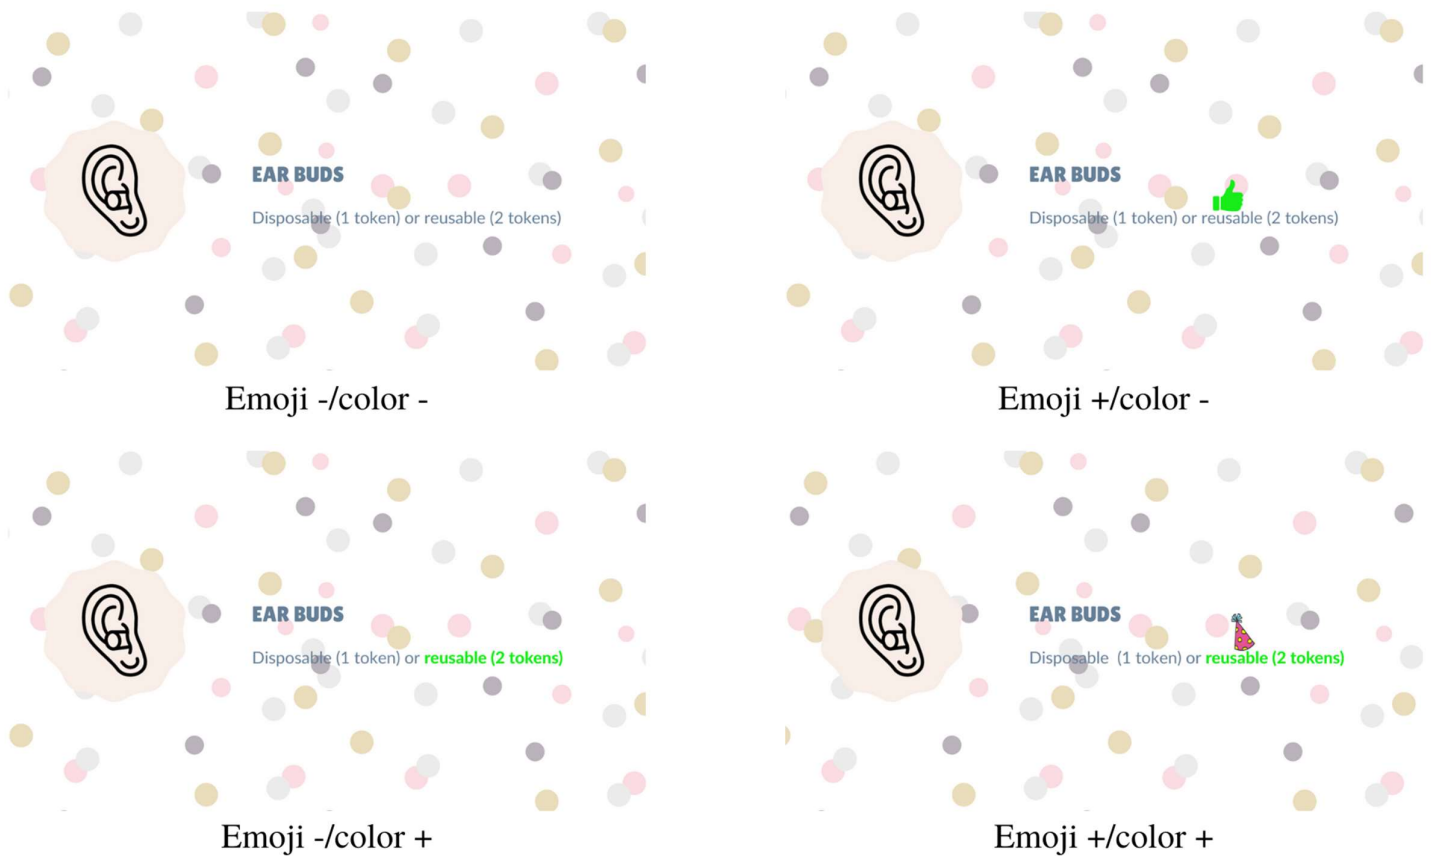 EAR BUDS
Disposable (1 token) or reusable (2 tokens)
Emoji -/color -
EAR BUDS
Disposable (1 token) or reusable (2 tokens)
Emoji +/color -
EAR BUDS
Disposable (1 token) or reusable (2 tokens)
Emoji -/color +
EAR BUDS
Disposable (1 token) or reusable (2 tokens)
Emoji +/color +